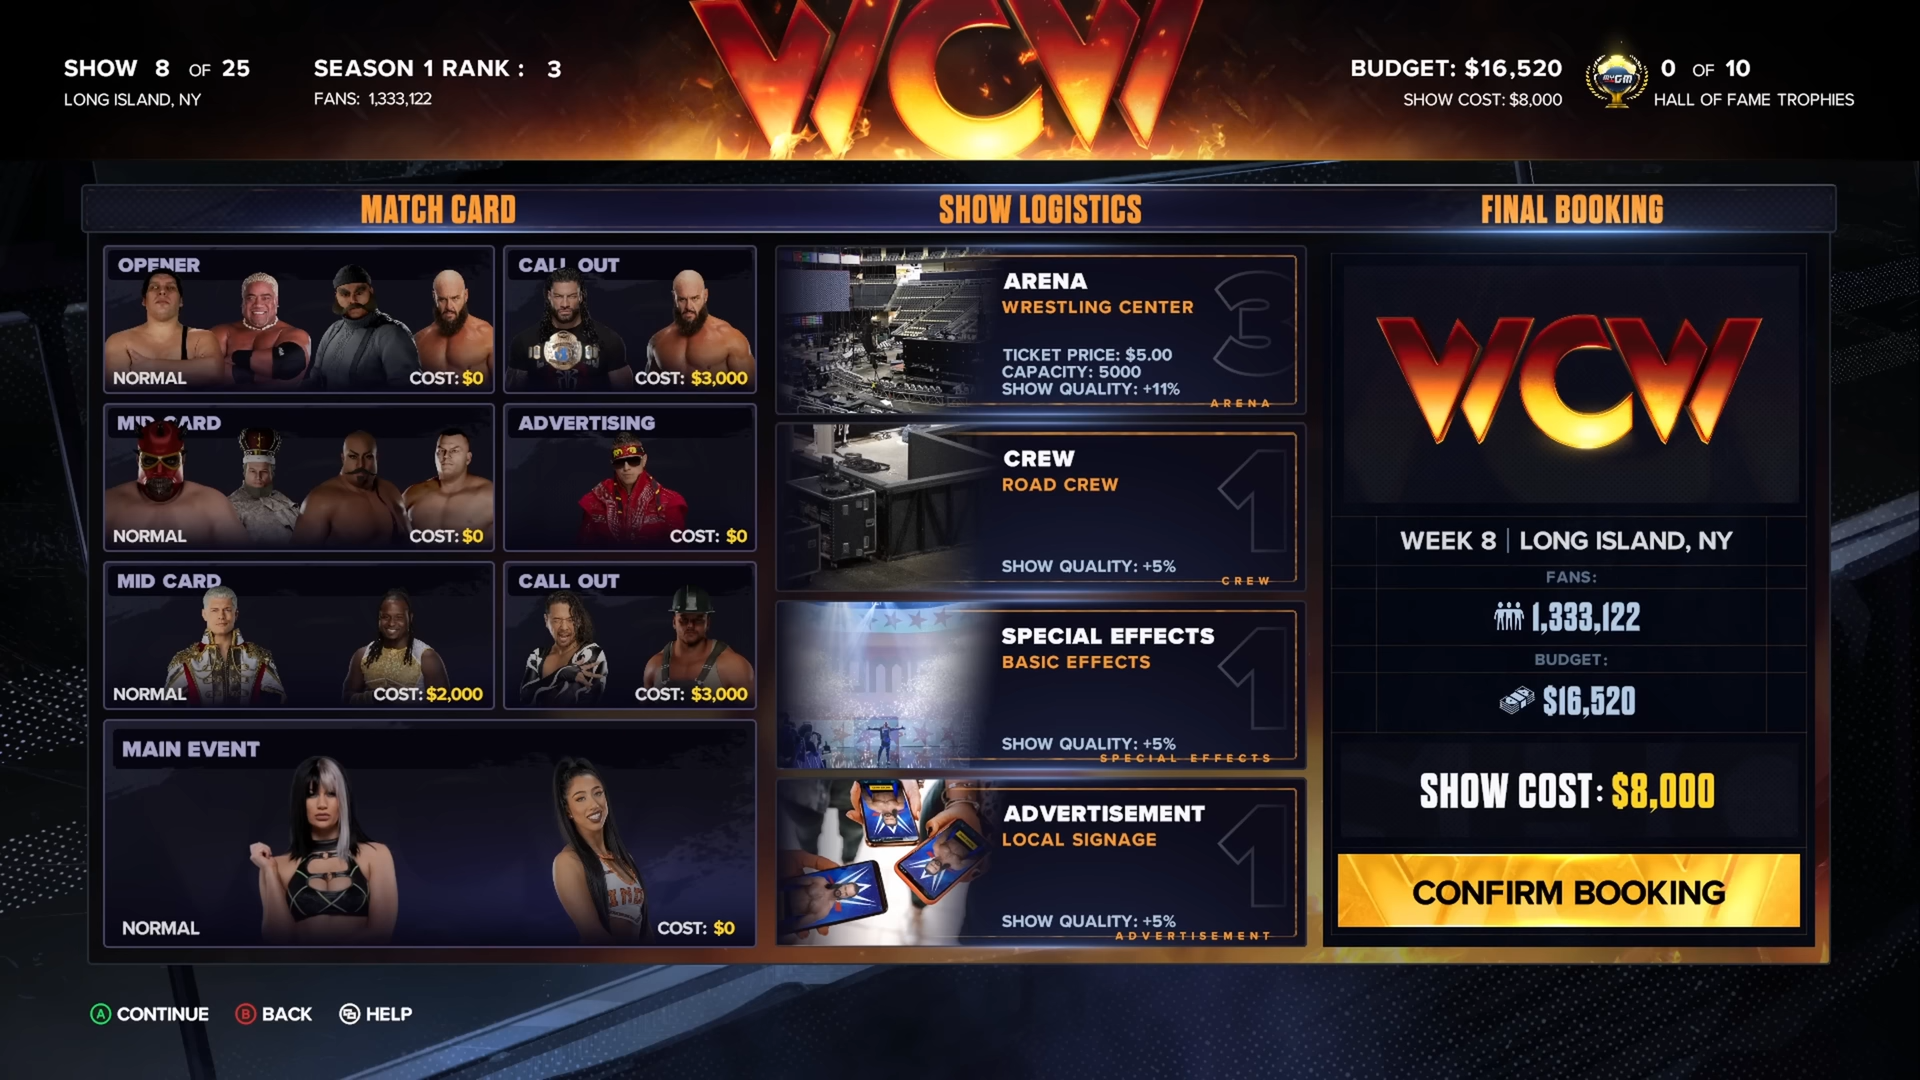 WCW
SHOW 8 OF 25
LONG ISLAND, NY
SEASON 1 RANK : 3
FANS: 1,333,122
BUDGET: $16,520
SHOW COST: $8,000
MyGM
0 OF 10
HALL OF FAME TROPHIES
MATCH CARD
SHOW LOGISTICS
FINAL BOOKING
OPENER
NORMAL
COST: $0
CALL OUT
COST: $3,000
MID CARD
NORMAL
COST: $0
ADVERTISING
COST: $0
MID CARD
NORMAL
COST: $2,000
CALL OUT
COST: $3,000
MAIN EVENT
NORMAL
COST: $0
ARENA
WRESTLING CENTER
3
TICKET PRICE: $5.00
CAPACITY: 5000
SHOW QUALITY: +11%
ARENA
CREW
ROAD CREW
1
SHOW QUALITY: +5%
CREW
SPECIAL EFFECTS
BASIC EFFECTS
1
SHOW QUALITY: +5%
SPECIAL EFFECTS
ADVERTISEMENT
LOCAL SIGNAGE
1
SHOW QUALITY: +5%
ADVERTISEMENT
WCW
WEEK 8 | LONG ISLAND, NY
FANS:
1,333,122
BUDGET:
$16,520
SHOW COST: $8,000
CONFIRM BOOKING
A CONTINUE
B BACK
HELP